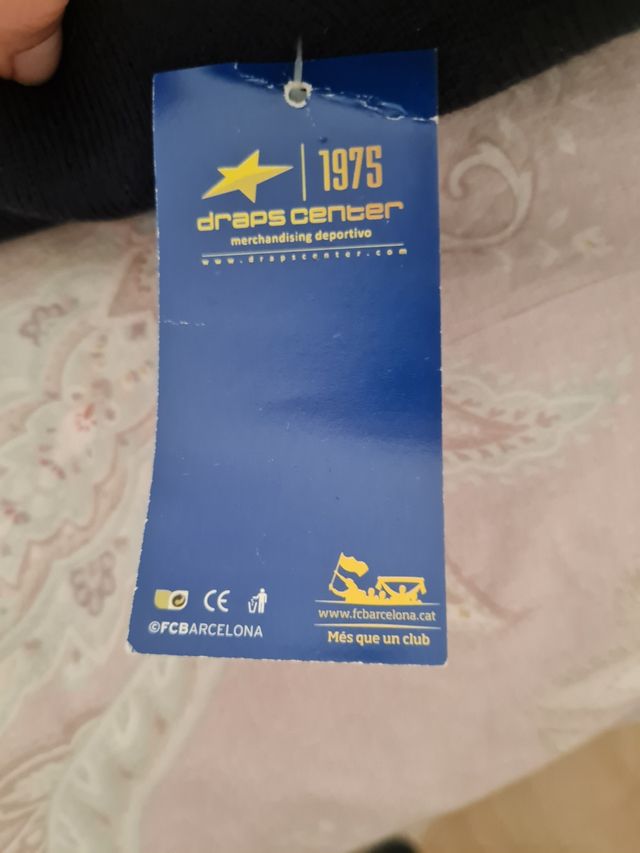 1975
draps center
merchandising deportivo
www.drapscenter.com
CE
©FCBARCELONA
www.fcbarcelona.cat
Més que un club